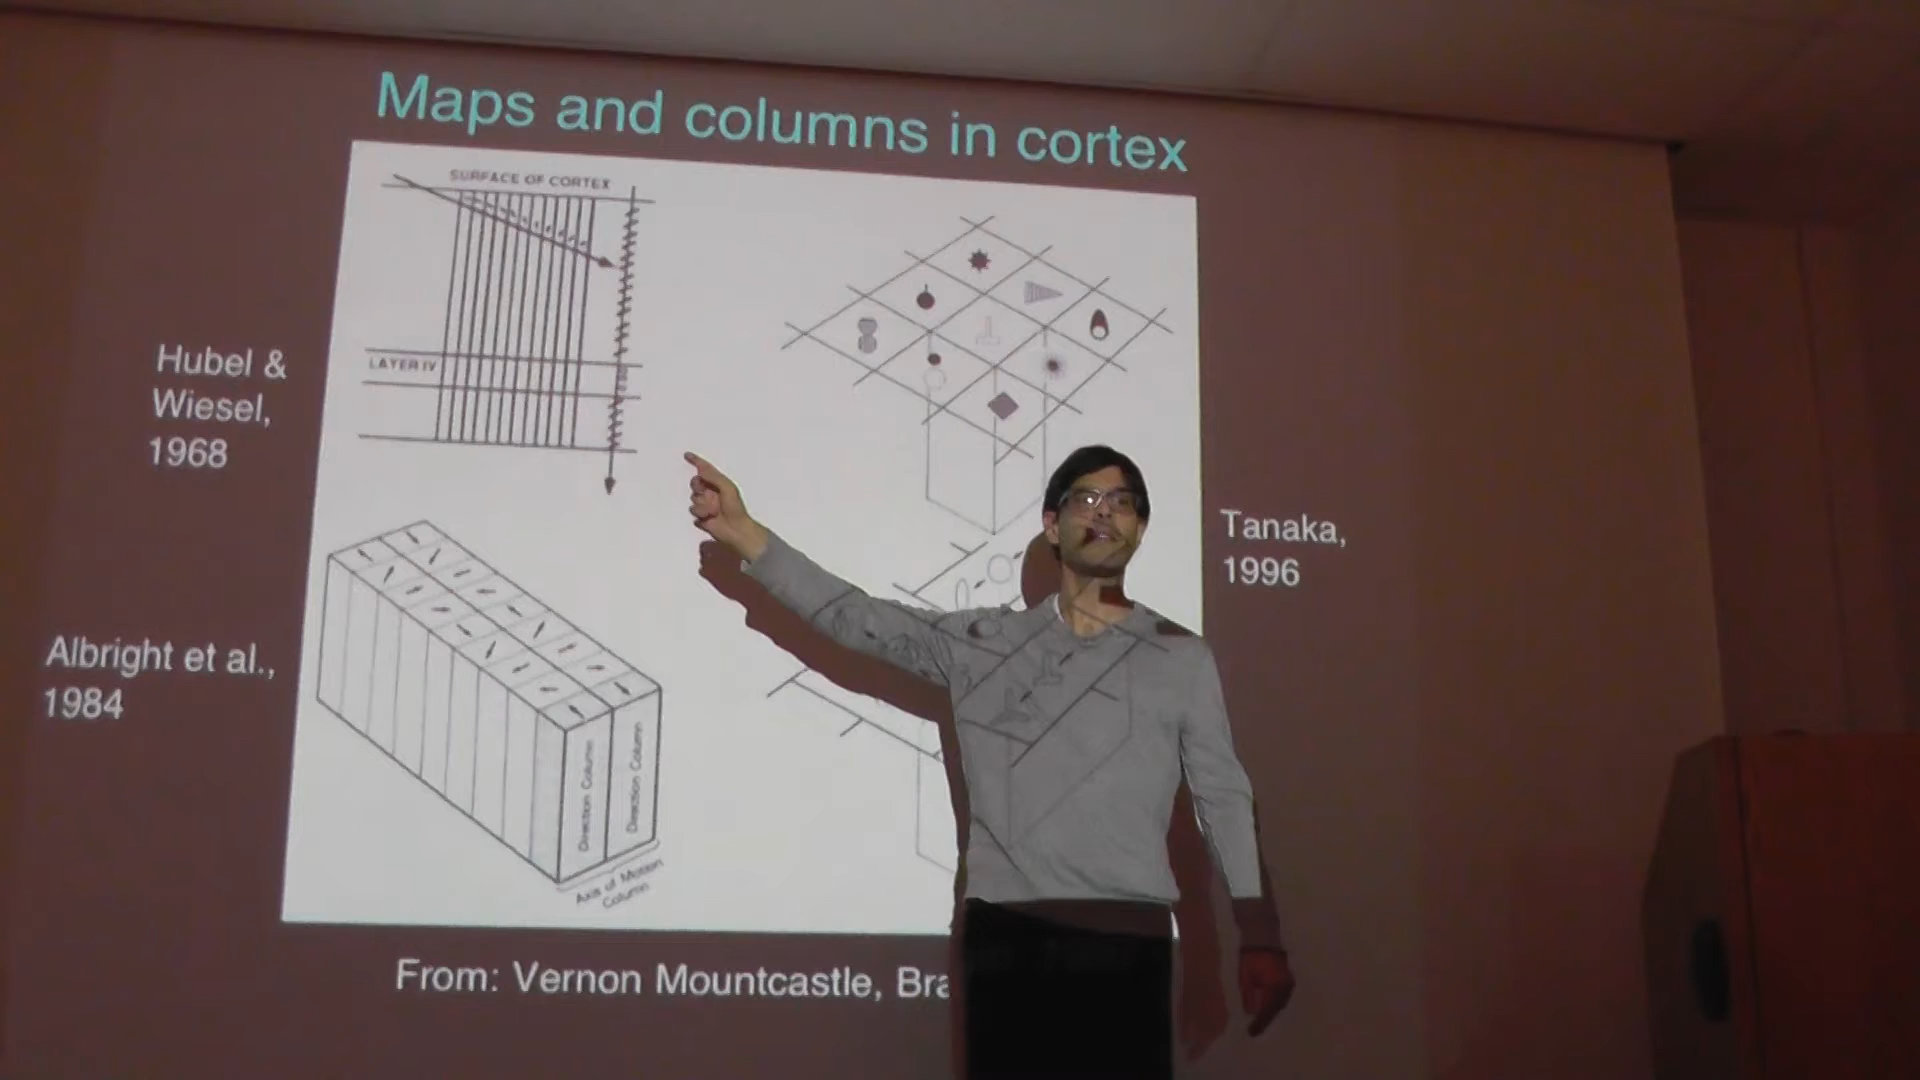 Maps and columns in cortex
SURFACE OF CORTEX
LAYER IV
Hubel &
Wiesel,
1968
Tanaka,
1996
Albright et al.,
1984
Direction Column
Direction Column
Axis of Motion
Column
From: Vernon Mountcastle,